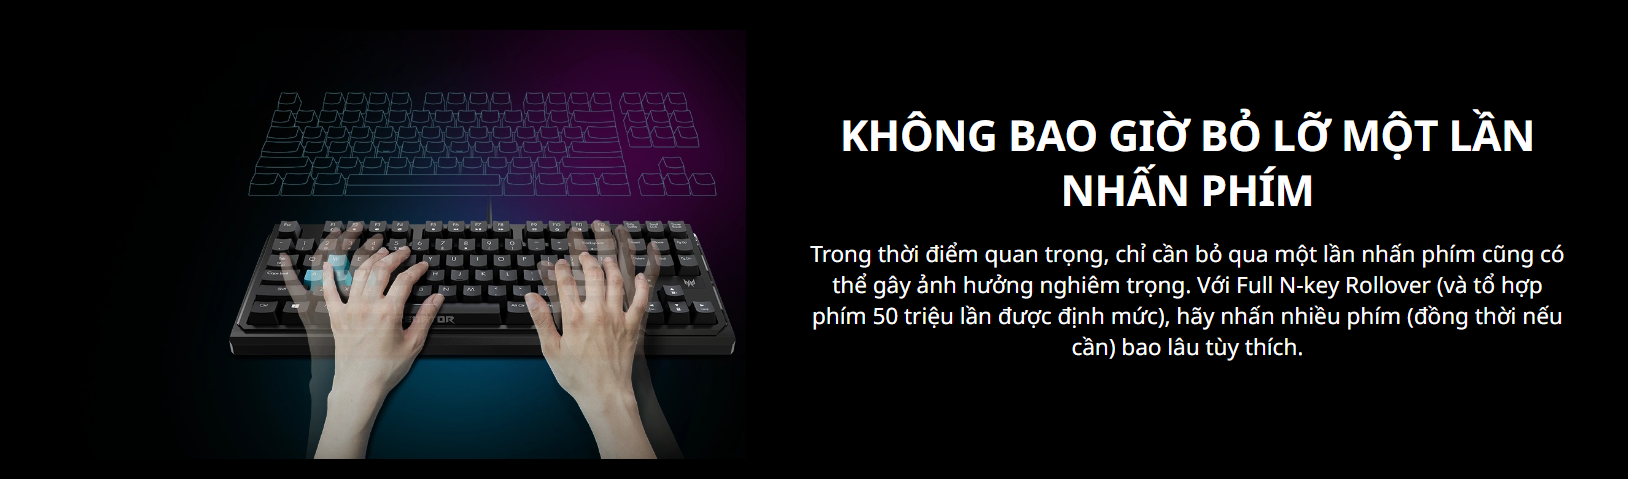 KHÔNG BAO GIỜ BỎ LỠ MỘT LẦN
NHẤN PHÍM
Trong thời điểm quan trọng, chỉ cần bỏ qua một lần nhấn phím cũng có
thể gây ảnh hưởng nghiêm trọng. Với Full N-key Rollover (và tổ hợp
phím 50 triệu lần được định mức), hãy nhấn nhiều phím (đồng thời nếu
cần) bao lâu tùy thích.